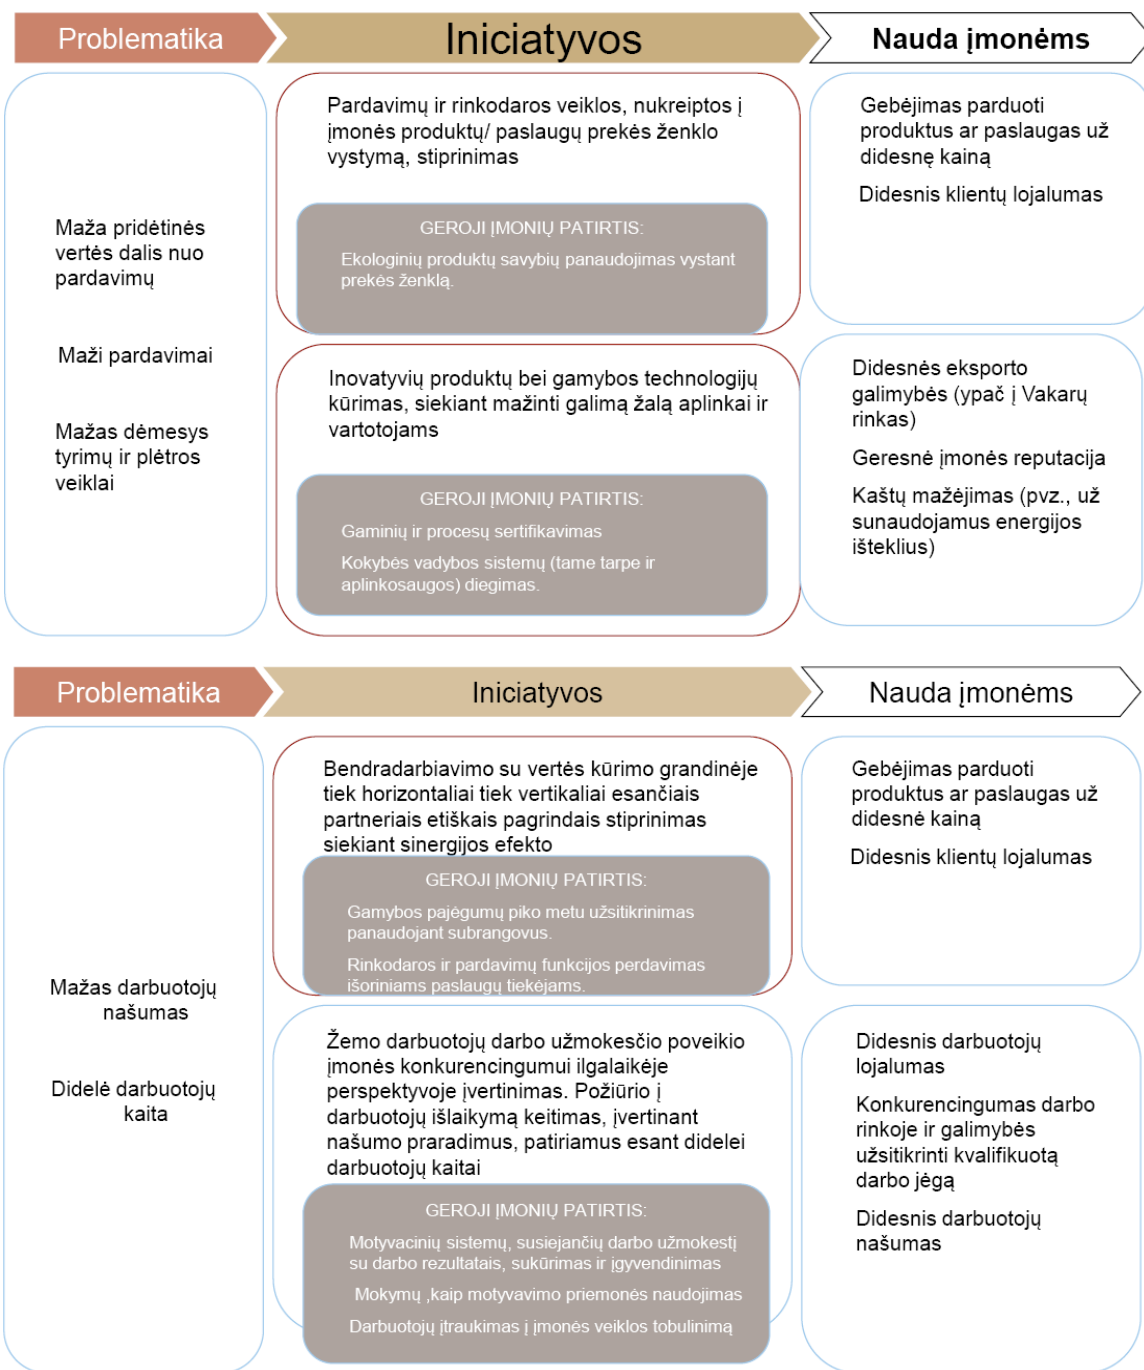 Problematika
Iniciatyvos
Nauda įmonėms
Maža pridėtinės
vertės dalis nuo
pardavimų
Maži pardavimai
Mažas dėmesys
tyrimų ir plėtros
veiklai
Pardavimų ir rinkodaros veiklos, nukreiptos į
įmonės produktų/ paslaugų prekės ženklo
vystymą, stiprinimas
GEROJI ĮMONIŲ PATIRTIS:
Ekologinių produktų savybių panaudojimas vystant
prekės ženklą.
Gebėjimas parduoti
produktus ar paslaugas už
didesnę kainą
Didesnis klientų lojalumas
Inovatyvių produktų bei gamybos technologijų
kūrimas, siekiant mažinti galimą žalą aplinkai ir
vartotojams
GEROJI ĮMONIŲ PATIRTIS:
Gaminių ir procesų sertifikavimas
Kokybės vadybos sistemų (tame tarpe ir
aplinkosaugos) diegimas.
Didesnės eksporto
galimybės (ypač į Vakarų
rinkas)
Geresnė įmonės reputacija
Kaštų mažėjimas (pvz., už
sunaudojamus energijos
išteklius)
Problematika
Iniciatyvos
Nauda įmonėms
Mažas darbuotojų
našumas
Didelė darbuotojų
kaita
Bendradarbiavimo su vertės kūrimo grandinėje
tiek horizontaliai tiek vertikaliai esančiais
partneriais etiškais pagrindais stiprinimas
siekiant sinergijos efekto
GEROJI ĮMONIŲ PATIRTIS:
Gamybos pajėgumų piko metu užsitikrinimas
panaudojant subrangovus.
Rinkodaros ir pardavimų funkcijos perdavimas
išoriniams paslaugų tiekėjams.
Gebėjimas parduoti
produktus ar paslaugas už
didesnė kainą
Didesnis klientų lojalumas
Žemo darbuotojų darbo užmokesčio poveikio
įmonės konkurencingumui ilgalaikėje
perspektyvoje įvertinimas. Požiūrio į
darbuotojų išlaikymą keitimas, įvertinant
našumo praradimus, patiriamus esant didelei
darbuotojų kaitai
GEROJI ĮMONIŲ PATIRTIS:
Motyvacinių sistemų, susiejančių darbo užmokestį
su darbo rezultatais, sukūrimas ir įgyvendinimas
Mokymų ,kaip motyvavimo priemonės naudojimas
Darbuotojų įtraukimas į įmonės veiklos tobulinimą
Didesnis darbuotojų
lojalumas
Konkurencingumas darbo
rinkoje ir galimybės
užsitikrinti kvalifikuotą
darbo jėgą
Didesnis darbuotojų
našumas